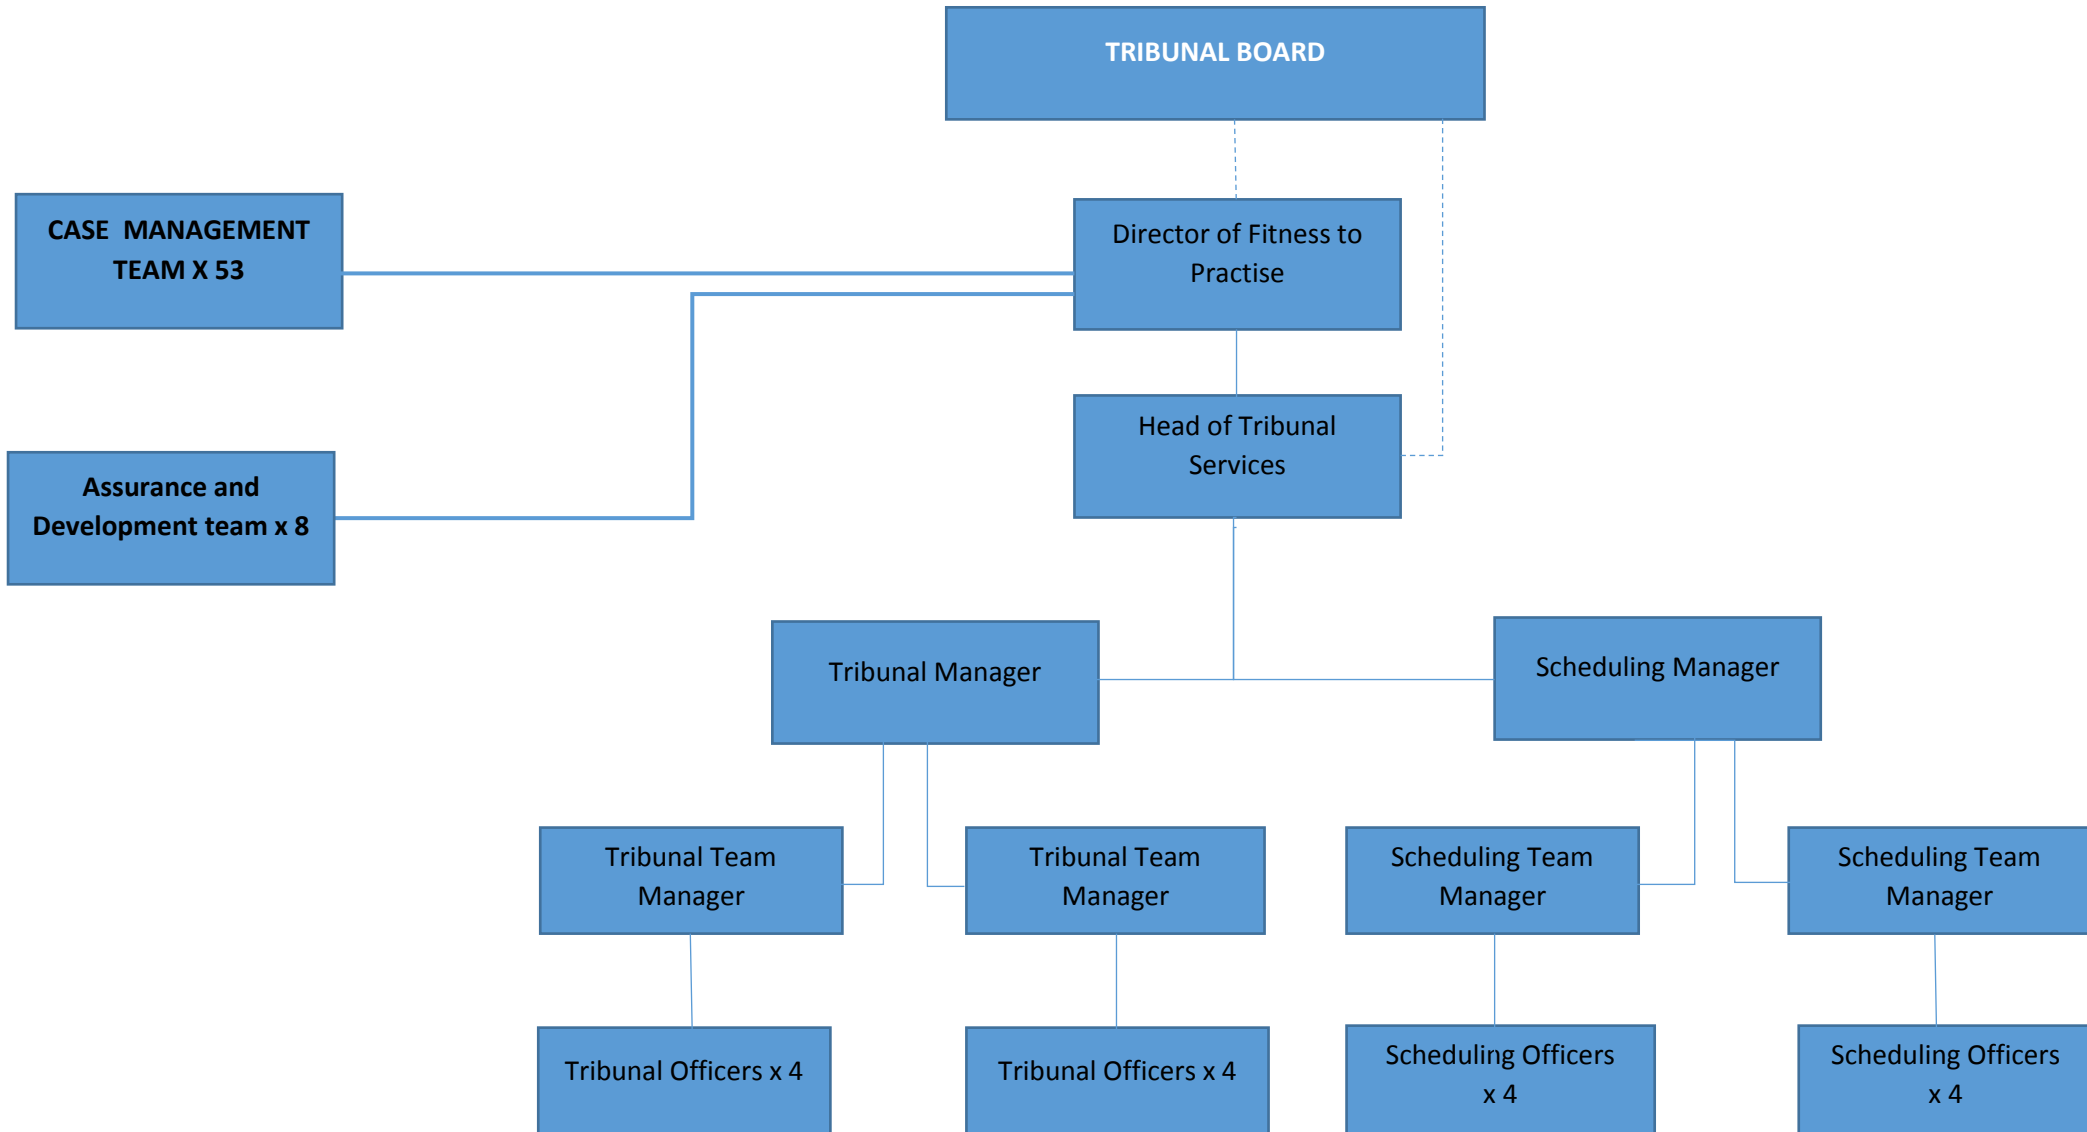 TRIBUNAL BOARD
CASE MANAGEMENT
TEAM X 53
Director of Fitness to
Practise
Head of Tribunal
Services
Assurance and
Development team x 8
Tribunal Manager
Scheduling Manager
Tribunal Team
Manager
Tribunal Team
Manager
Scheduling Team
Manager
Scheduling Team
Manager
Tribunal Officers x 4
Tribunal Officers x 4
Scheduling Officers
x 4
Scheduling Officers
x 4